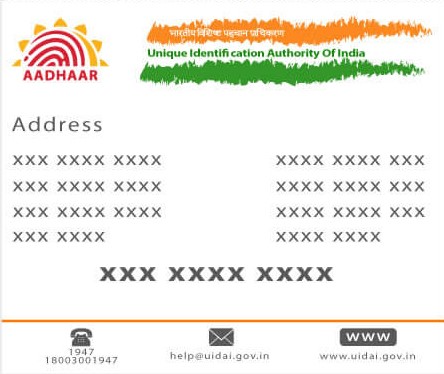 भारतीय विशिष्ट पहचान प्राधिकरण
Unique Identification Authority Of India
AADHAAR
Address
xxx xxxx xxxx xxxx xxxx xxx
xxx xxxx xxxx xxxx xxxx xxx
xxx xxxx xxxx xxxx xxxx xxx
xxx xxxx xxxx xxxx
xxx xxxx xxxx
1947
18003001947
help@uidai.gov.in
WWW
www.uidai.gov.in